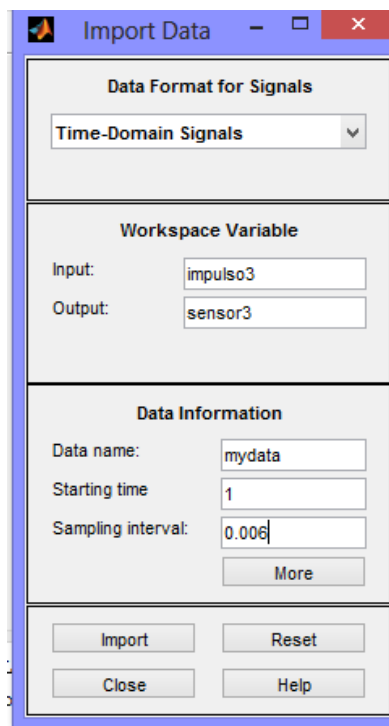 Import Data
Data Format for Signals
Time-Domain Signals
Workspace Variable
Input: impulso3
Output: sensor3
Data Information
Data name: mydata
Starting time 1
Sampling interval: 0.006
More
Import Reset
Close Help